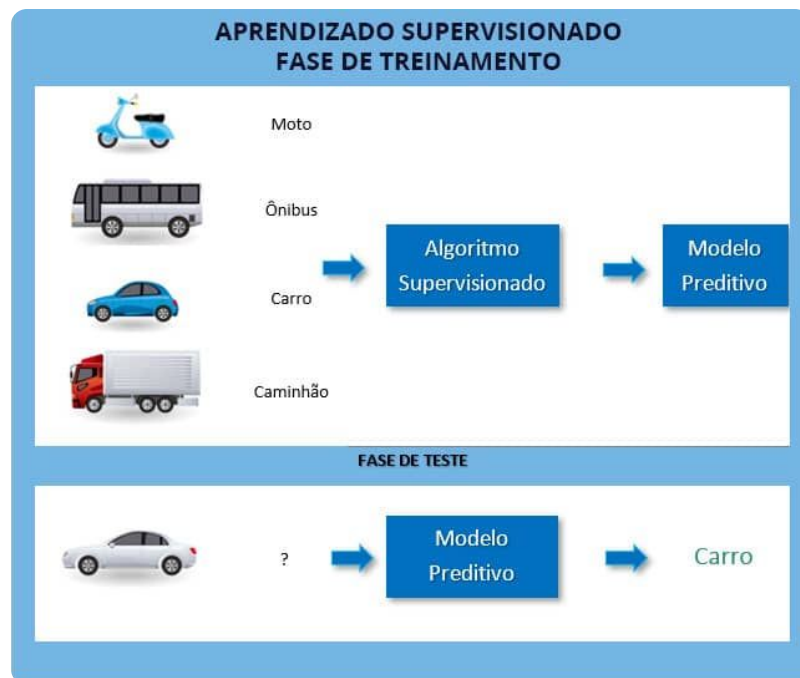 APRENDIZADO SUPERVISIONADO
FASE DE TREINAMENTO
Moto
Ônibus
Carro
Caminhão
Algoritmo
Supervisionado
Modelo
Preditivo
FASE DE TESTE
?
Modelo
Preditivo
Carro